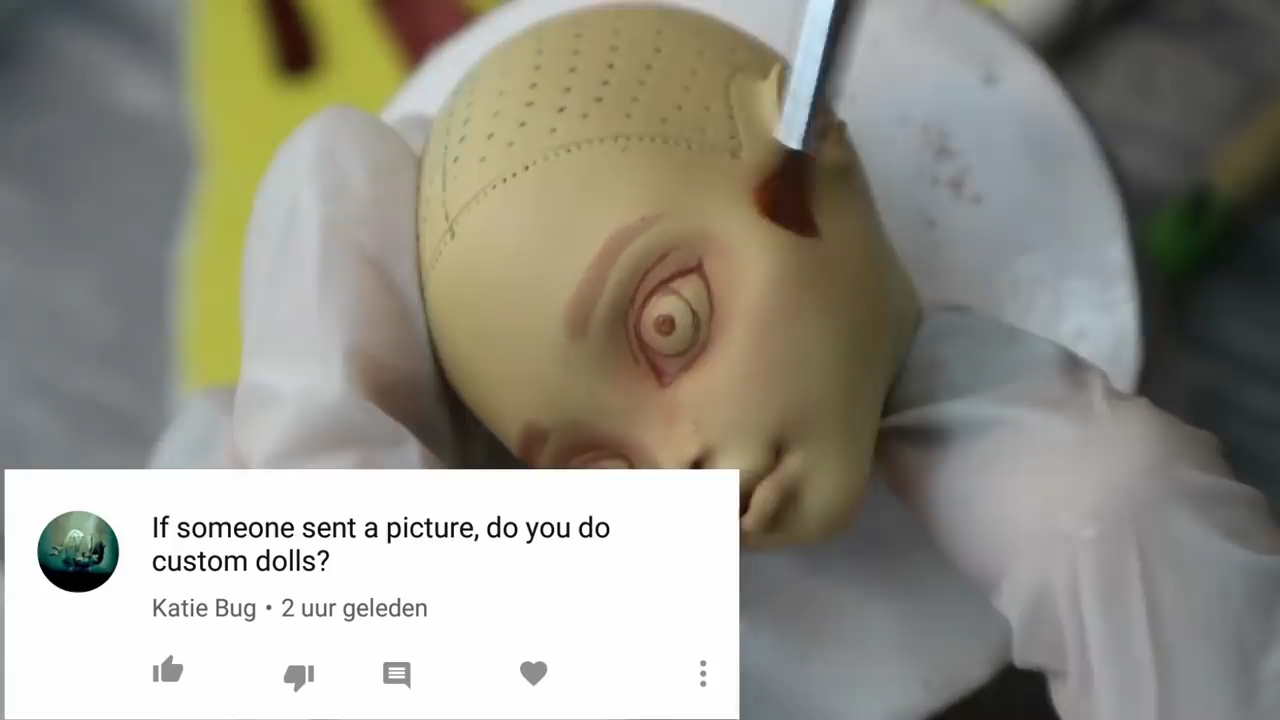 If someone sent a picture, do you do
custom dolls?
Katie Bug • 2 uur geleden